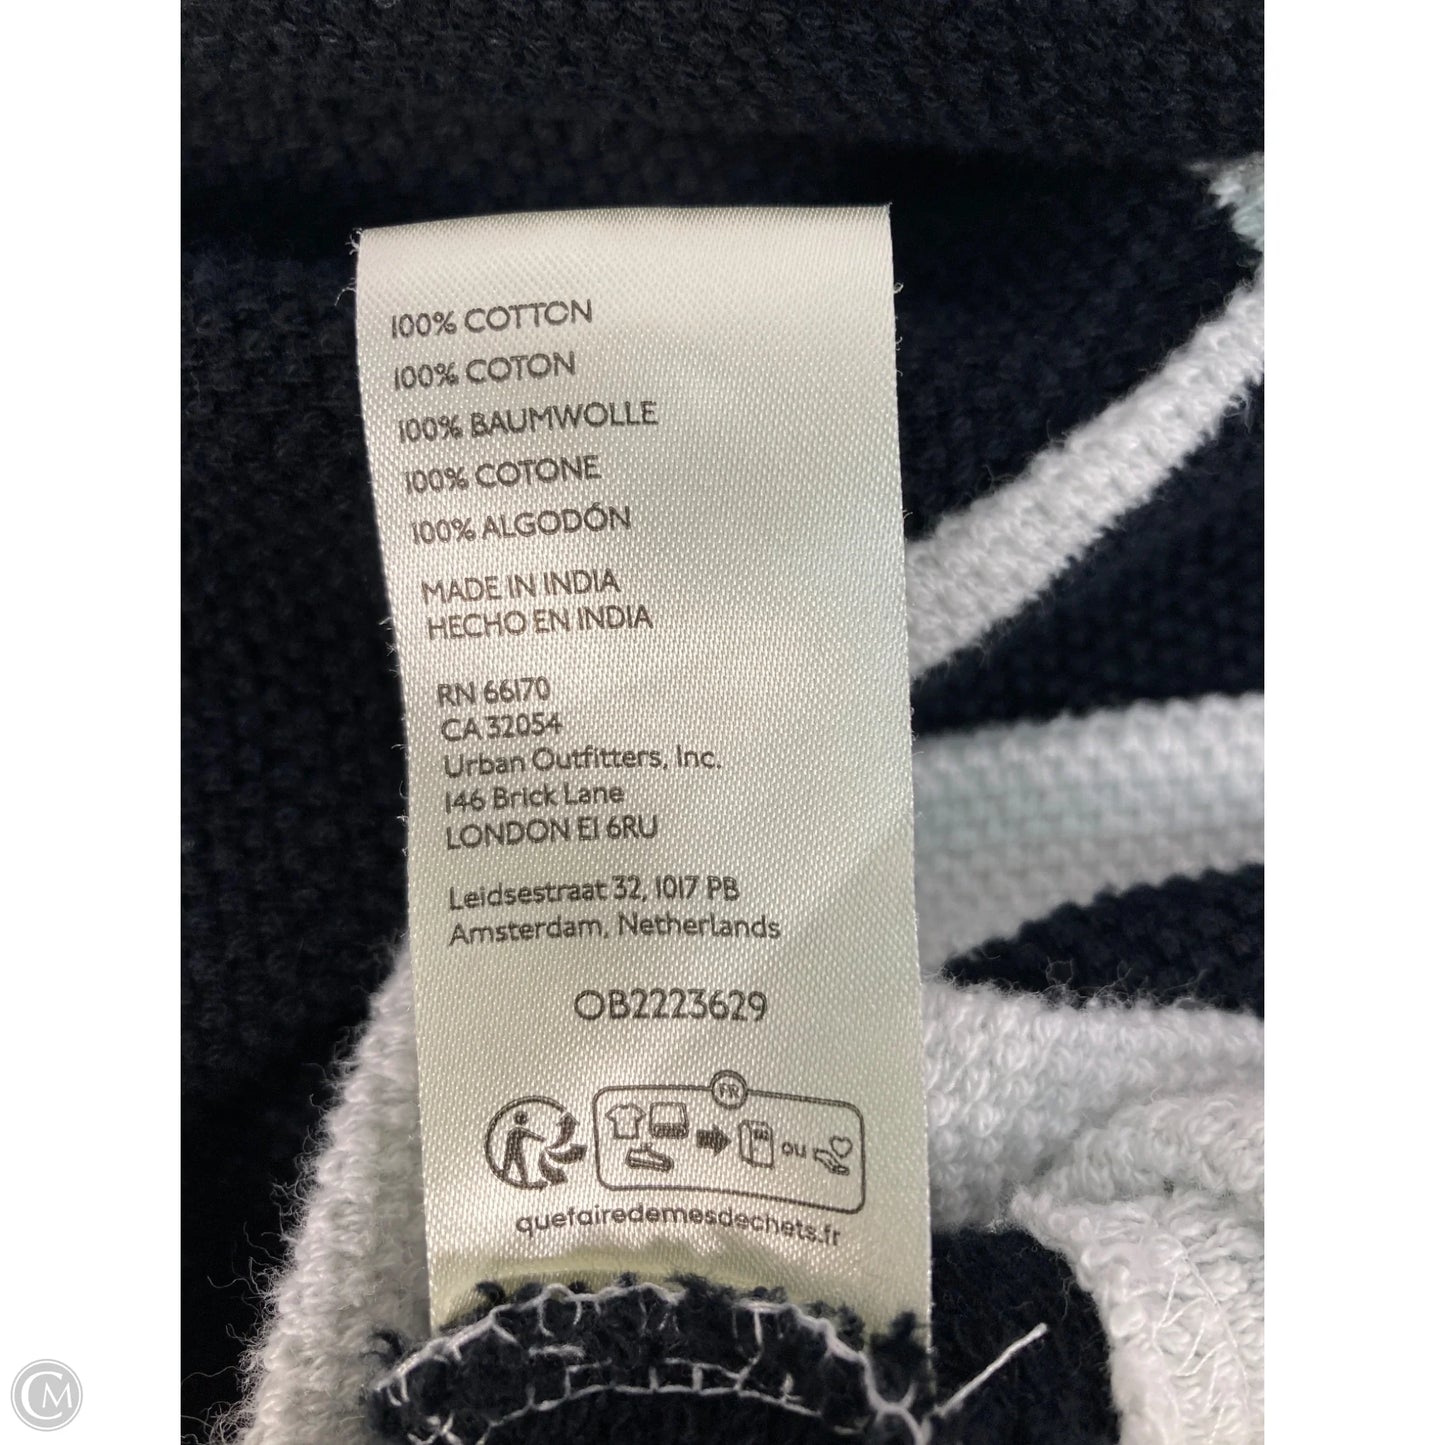 100% COTTON
100% COTON
100% BAUMWOLLE
100% COTONE
100% ALGODÓN
MADE IN INDIA
HECHO EN INDIA
RN 66170
CA 32054
Urban Outfitters, Inc.
146 Brick Lane
LONDON E1 6RU
Leidsestraat 32, 1017 PB
Amsterdam, Netherlands
OB2223629
FR
ou
quefairedemesdechets.fr
CM